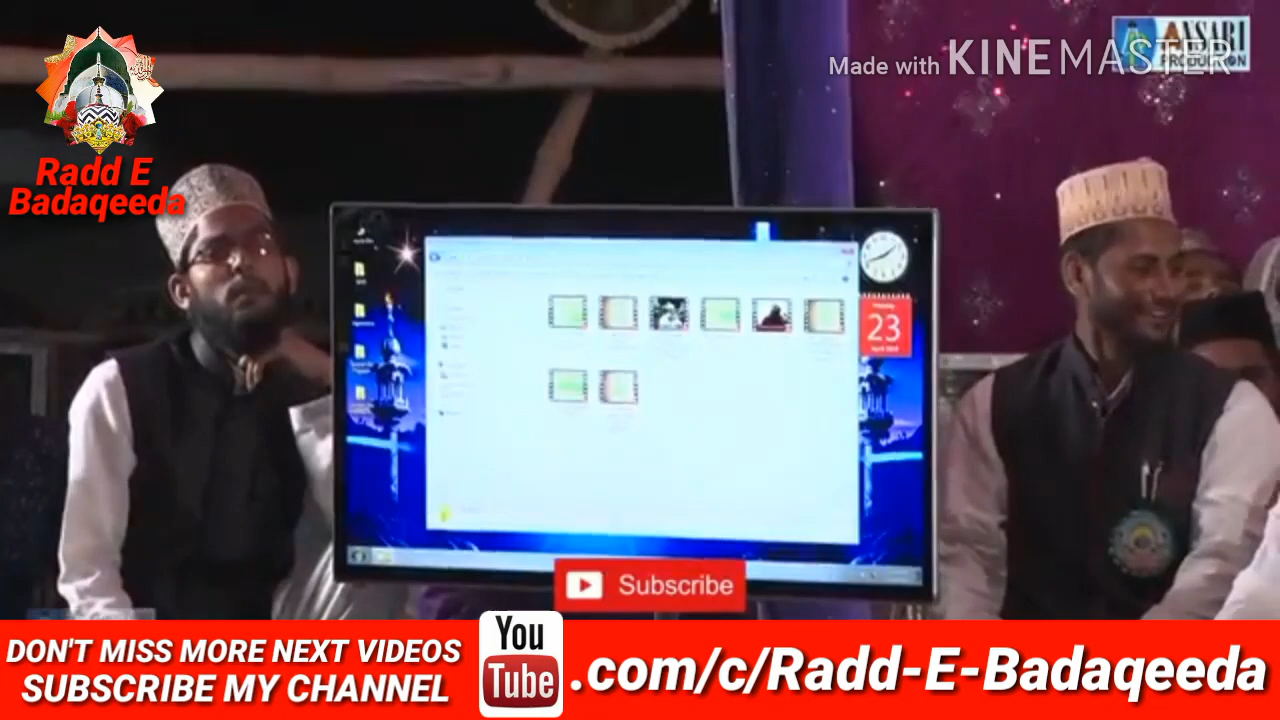 ANSARI
PRODUCTION
Made with KINEMASTER
Radd E
Badaqeeda
23
Subscribe
DON'T MISS MORE NEXT VIDEOS
SUBSCRIBE MY CHANNEL
You
Tube
.com/c/Radd-E-Badaqeeda